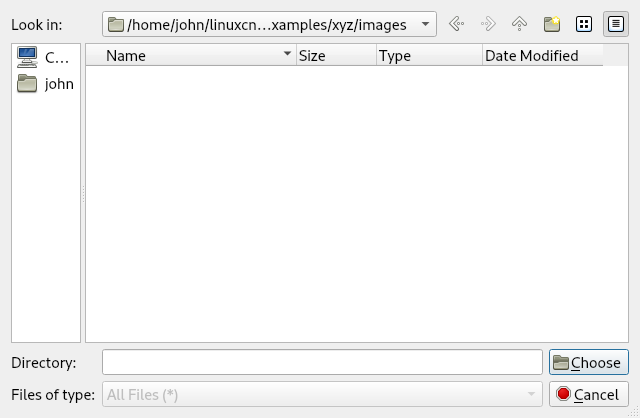 Look in: /home/john/linuxcn...xamples/xyz/images
Name Size Type Date Modified
C...
john
Directory: Choose
Files of type: All Files (*) Cancel